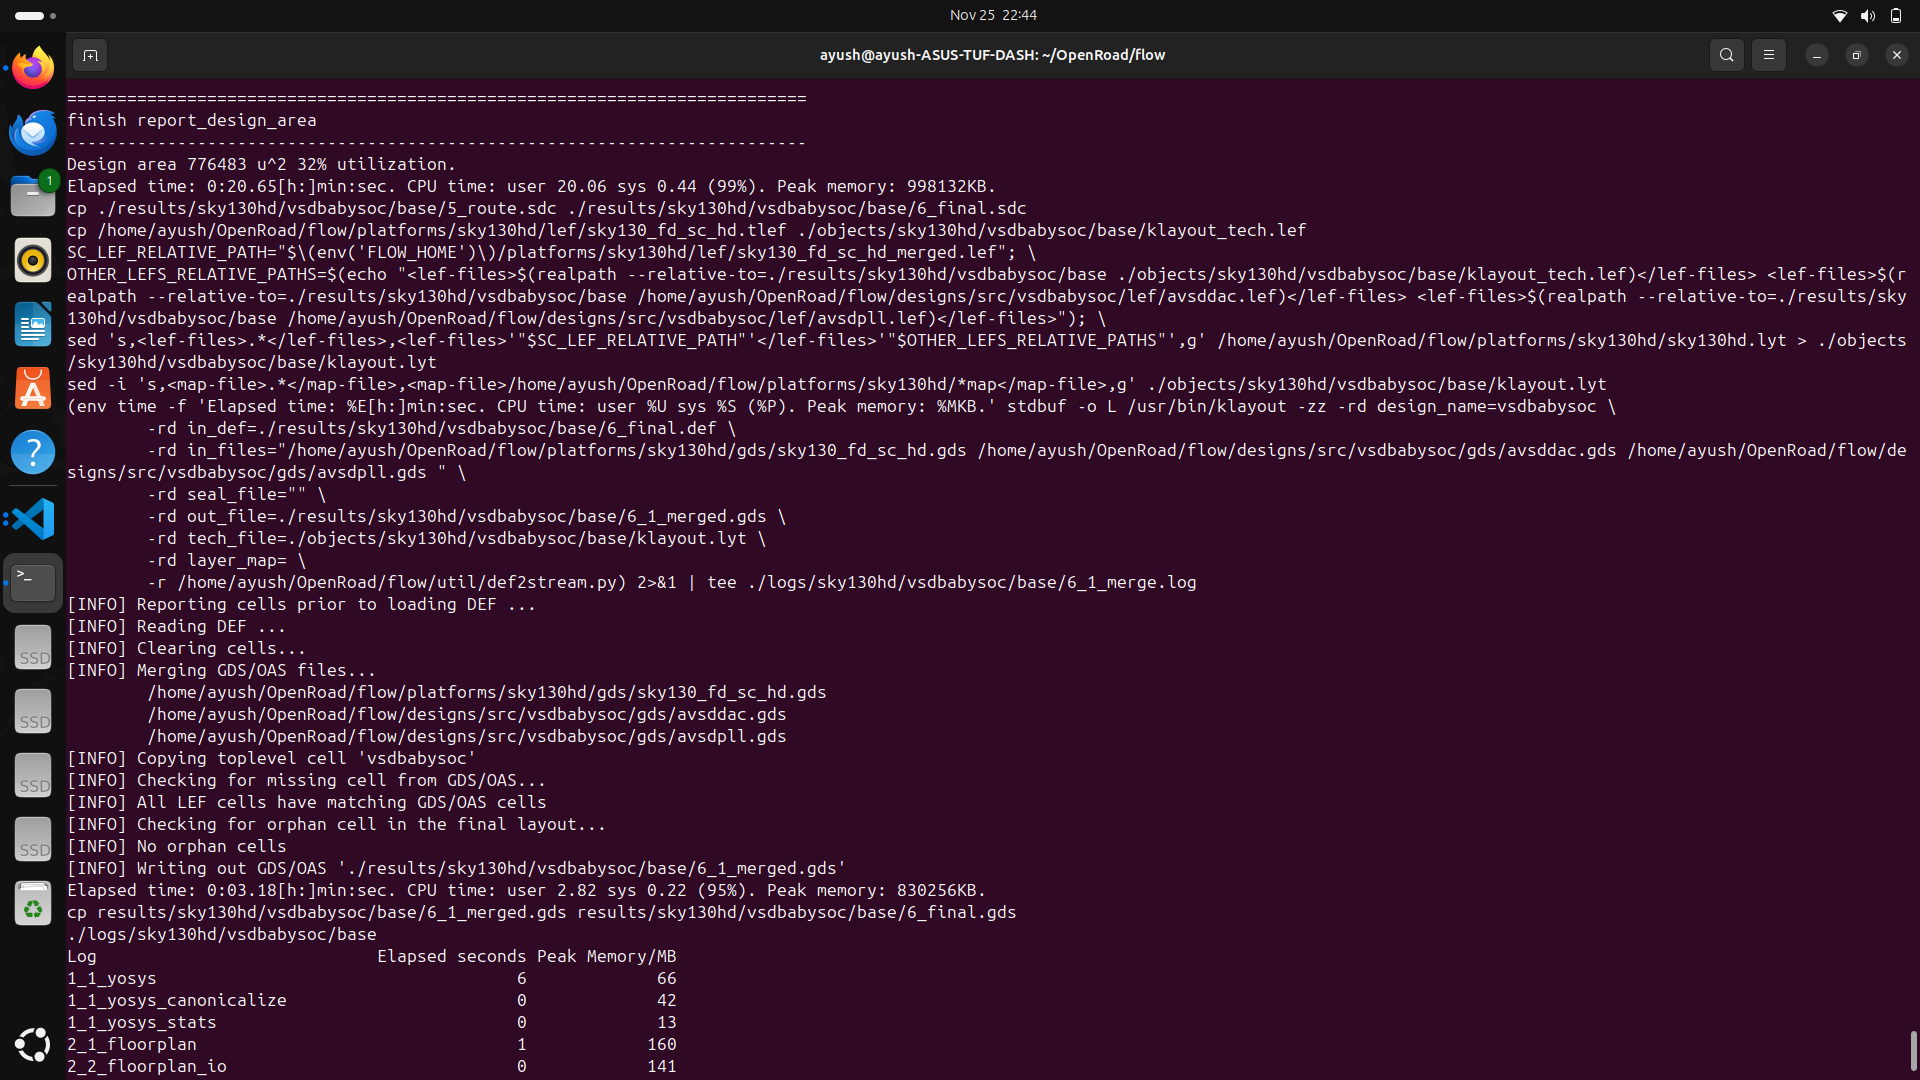 Nov 25 22:44
ayush@ayush-ASUS-TUF-DASH: ~/OpenRoad/flow
==========================================================================
finish report_design_area
--------------------------------------------------------------------------
Design area 776483 u^2 32% utilization.
Elapsed time: 0:20.65[h:]min:sec. CPU time: user 20.06 sys 0.44 (99%). Peak memory: 998132KB.
cp ./results/sky130hd/vsdbabysoc/base/5_route.sdc ./results/sky130hd/vsdbabysoc/base/6_final.sdc
cp /home/ayush/OpenRoad/flow/platforms/sky130hd/lef/sky130_fd_sc_hd.tlef ./objects/sky130hd/vsdbabysoc/base/klayout_tech.lef
SC_LEF_RELATIVE_PATH="$\(env('FLOW_HOME')\)/platforms/sky130hd/lef/sky130_fd_sc_hd_merged.lef"; \
OTHER_LEFS_RELATIVE_PATHS=$(echo "<lef-files>$(realpath --relative-to=./results/sky130hd/vsdbabysoc/base ./objects/sky130hd/vsdbabysoc/base/klayout_tech.lef)</lef-files> <lef-files>$(r
ealpath --relative-to=./results/sky130hd/vsdbabysoc/base /home/ayush/OpenRoad/flow/designs/src/vsdbabysoc/lef/avsddac.lef)</lef-files> <lef-files>$(realpath --relative-to=./results/sky
130hd/vsdbabysoc/base /home/ayush/OpenRoad/flow/designs/src/vsdbabysoc/lef/avsdpll.lef)</lef-files>"); \
sed 's,<lef-files>.*</lef-files>,<lef-files>'"$SC_LEF_RELATIVE_PATH"'</lef-files>'"$OTHER_LEFS_RELATIVE_PATHS"',g' /home/ayush/OpenRoad/flow/platforms/sky130hd/sky130hd.lyt > ./objects
/sky130hd/vsdbabysoc/base/klayout.lyt
sed -i 's,<map-file>.*</map-file>,<map-file>/home/ayush/OpenRoad/flow/platforms/sky130hd/*map</map-file>,g' ./objects/sky130hd/vsdbabysoc/base/klayout.lyt
(env time -f 'Elapsed time: %E[h:]min:sec. CPU time: user %U sys %S (%P). Peak memory: %MKB.' stdbuf -o L /usr/bin/klayout -zz -rd design_name=vsdbabysoc \
-rd in_def=./results/sky130hd/vsdbabysoc/base/6_final.def \
-rd in_files="/home/ayush/OpenRoad/flow/platforms/sky130hd/gds/sky130_fd_sc_hd.gds /home/ayush/OpenRoad/flow/designs/src/vsdbabysoc/gds/avsddac.gds /home/ayush/OpenRoad/flow/de
signs/src/vsdbabysoc/gds/avsdpll.gds " \
-rd seal_file="" \
-rd out_file=./results/sky130hd/vsdbabysoc/base/6_1_merged.gds \
-rd tech_file=./objects/sky130hd/vsdbabysoc/base/klayout.lyt \
-rd layer_map= \
-r /home/ayush/OpenRoad/flow/util/def2stream.py) 2>&1 | tee ./logs/sky130hd/vsdbabysoc/base/6_1_merge.log
[INFO] Reporting cells prior to loading DEF ...
[INFO] Reading DEF ...
[INFO] Clearing cells...
[INFO] Merging GDS/OAS files...
/home/ayush/OpenRoad/flow/platforms/sky130hd/gds/sky130_fd_sc_hd.gds
/home/ayush/OpenRoad/flow/designs/src/vsdbabysoc/gds/avsddac.gds
/home/ayush/OpenRoad/flow/designs/src/vsdbabysoc/gds/avsdpll.gds
[INFO] Copying toplevel cell 'vsdbabysoc'
[INFO] Checking for missing cell from GDS/OAS...
[INFO] All LEF cells have matching GDS/OAS cells
[INFO] Checking for orphan cell in the final layout...
[INFO] No orphan cells
[INFO] Writing out GDS/OAS './results/sky130hd/vsdbabysoc/base/6_1_merged.gds'
Elapsed time: 0:03.18[h:]min:sec. CPU time: user 2.82 sys 0.22 (95%). Peak memory: 830256KB.
cp results/sky130hd/vsdbabysoc/base/6_1_merged.gds results/sky130hd/vsdbabysoc/base/6_final.gds
./logs/sky130hd/vsdbabysoc/base
Log Elapsed seconds Peak Memory/MB
1_1_yosys 6 66
1_1_yosys_canonicalize 0 42
1_1_yosys_stats 0 13
2_1_floorplan 1 160
2_2_floorplan_io 0 141
1
SSD
SSD
SSD
SSD